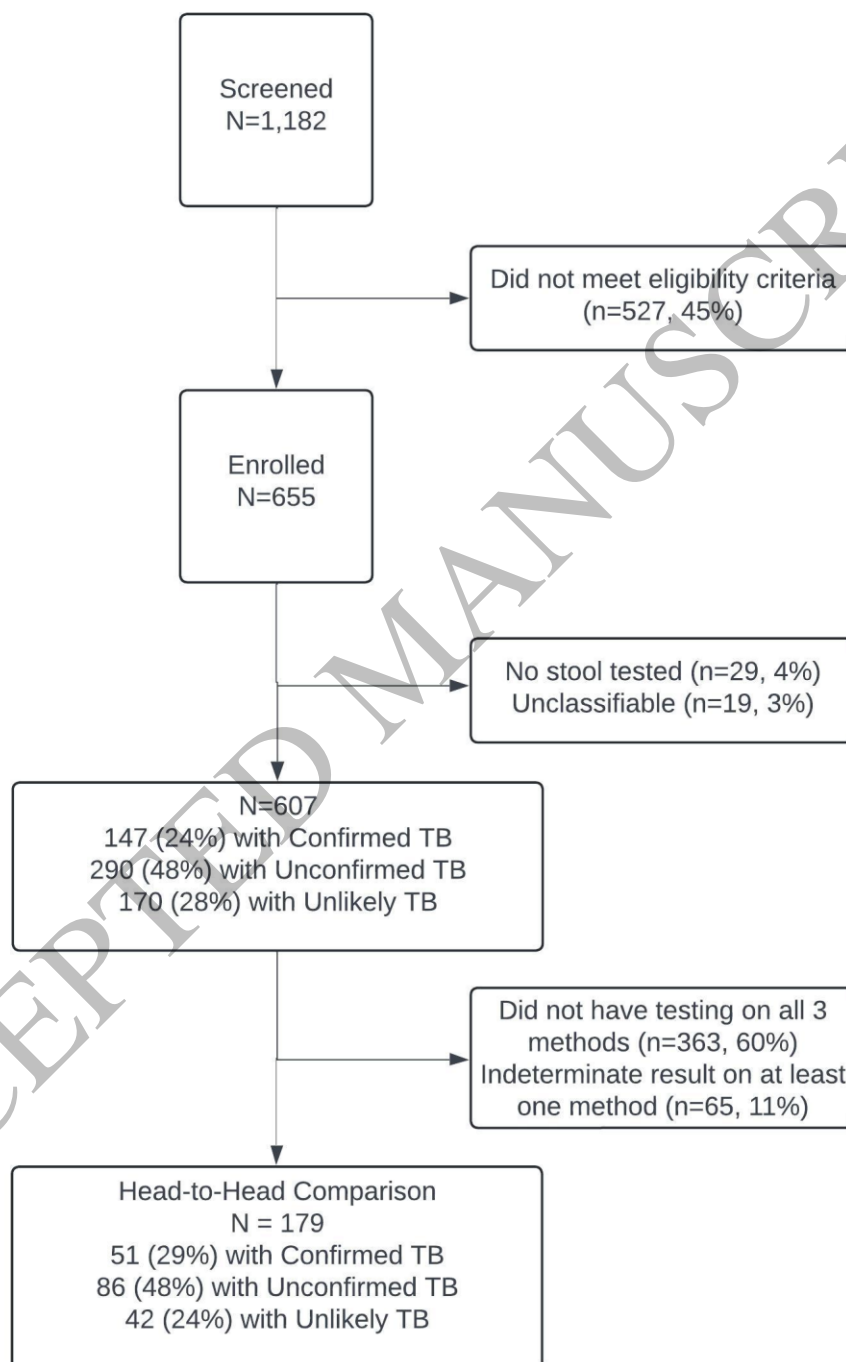 Screened
N=1,182
Did not meet eligibility criteria
(n=527, 45%)
Enrolled
N=655
No stool tested (n=29, 4%)
Unclassifiable (n=19, 3%)
N=607
147 (24%) with Confirmed TB
290 (48%) with Unconfirmed TB
170 (28%) with Unlikely TB
Did not have testing on all 3
methods (n=363, 60%)
Indeterminate result on at least
one method (n=65, 11%)
Head-to-Head Comparison
N = 179
51 (29%) with Confirmed TB
86 (48%) with Unconfirmed TB
42 (24%) with Unlikely TB
CEPTED MANUSCR